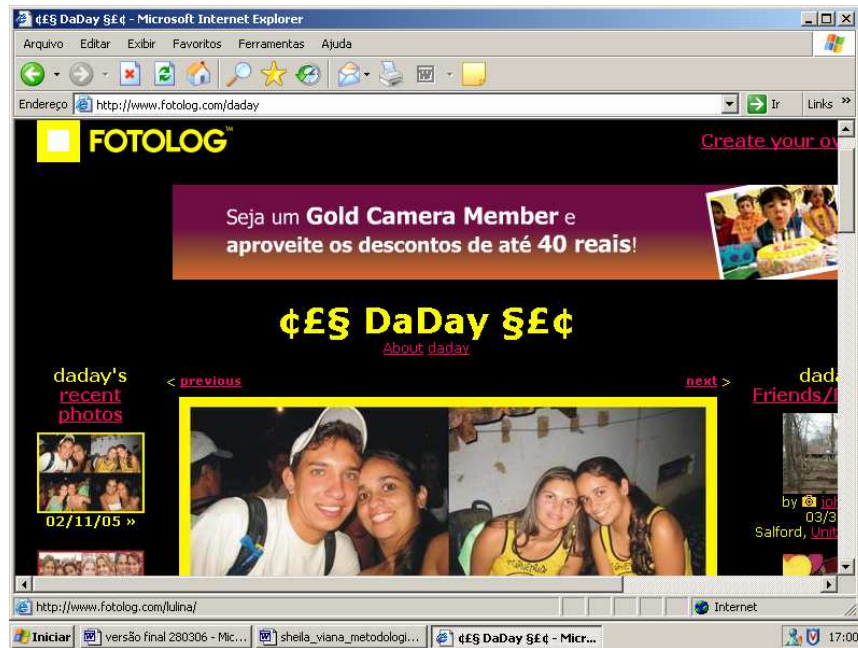 ¢£§ DaDay §£¢ - Microsoft Internet Explorer
Arquivo Editar Exibir Favoritos Ferramentas Ajuda
Endereço http://www.fotolog.com/daday Ir Links »
FOTOLOG™
Create your ov
Seja um Gold Camera Member e
aproveite os descontos de até 40 reais!
¢£§ DaDay §£¢
About daday
daday's
recent
photos
< previous
next >
dada
Friends/F
02/11/05 »
by joh
03/3
Salford, Unit
http://www.fotolog.com/lulina/ Internet
Iniciar versão final 280306 - Mic... sheila_viana_metodologi... ¢£§ DaDay §£¢ - Micr... 17:00